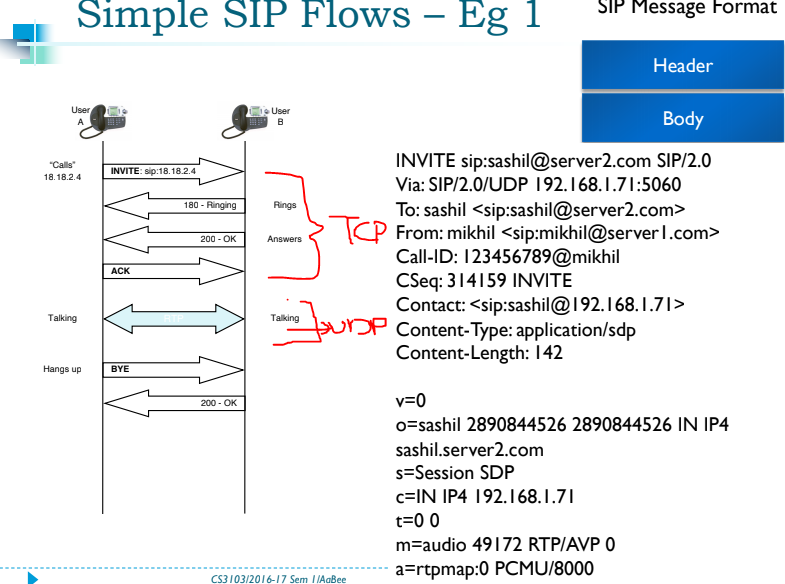 Simple SIP Flows – Eg 1
SIP Message Format
Header
Body
User
A
User
B
"Calls"
18.18.2.4
INVITE: sip:18.18.2.4
180 - Ringing
Rings
200 - OK
Answers
ACK
TCP
Talking
RTP
Talking
UDP
Hangs up
BYE
200 - OK
INVITE sip:sashil@server2.com SIP/2.0
Via: SIP/2.0/UDP 192.168.1.71:5060
To: sashil <sip:sashil@server2.com>
From: mikhil <sip:mikhil@server1.com>
Call-ID: 123456789@mikhil
CSeq: 314159 INVITE
Contact: <sip:sashil@192.168.1.71>
Content-Type: application/sdp
Content-Length: 142
v=0
o=sashil 2890844526 2890844526 IN IP4
sashil.server2.com
s=Session SDP
c=IN IP4 192.168.1.71
t=0 0
m=audio 49172 RTP/AVP 0
a=rtpmap:0 PCMU/8000
CS3103/2016-17 Sem 1/AaBee